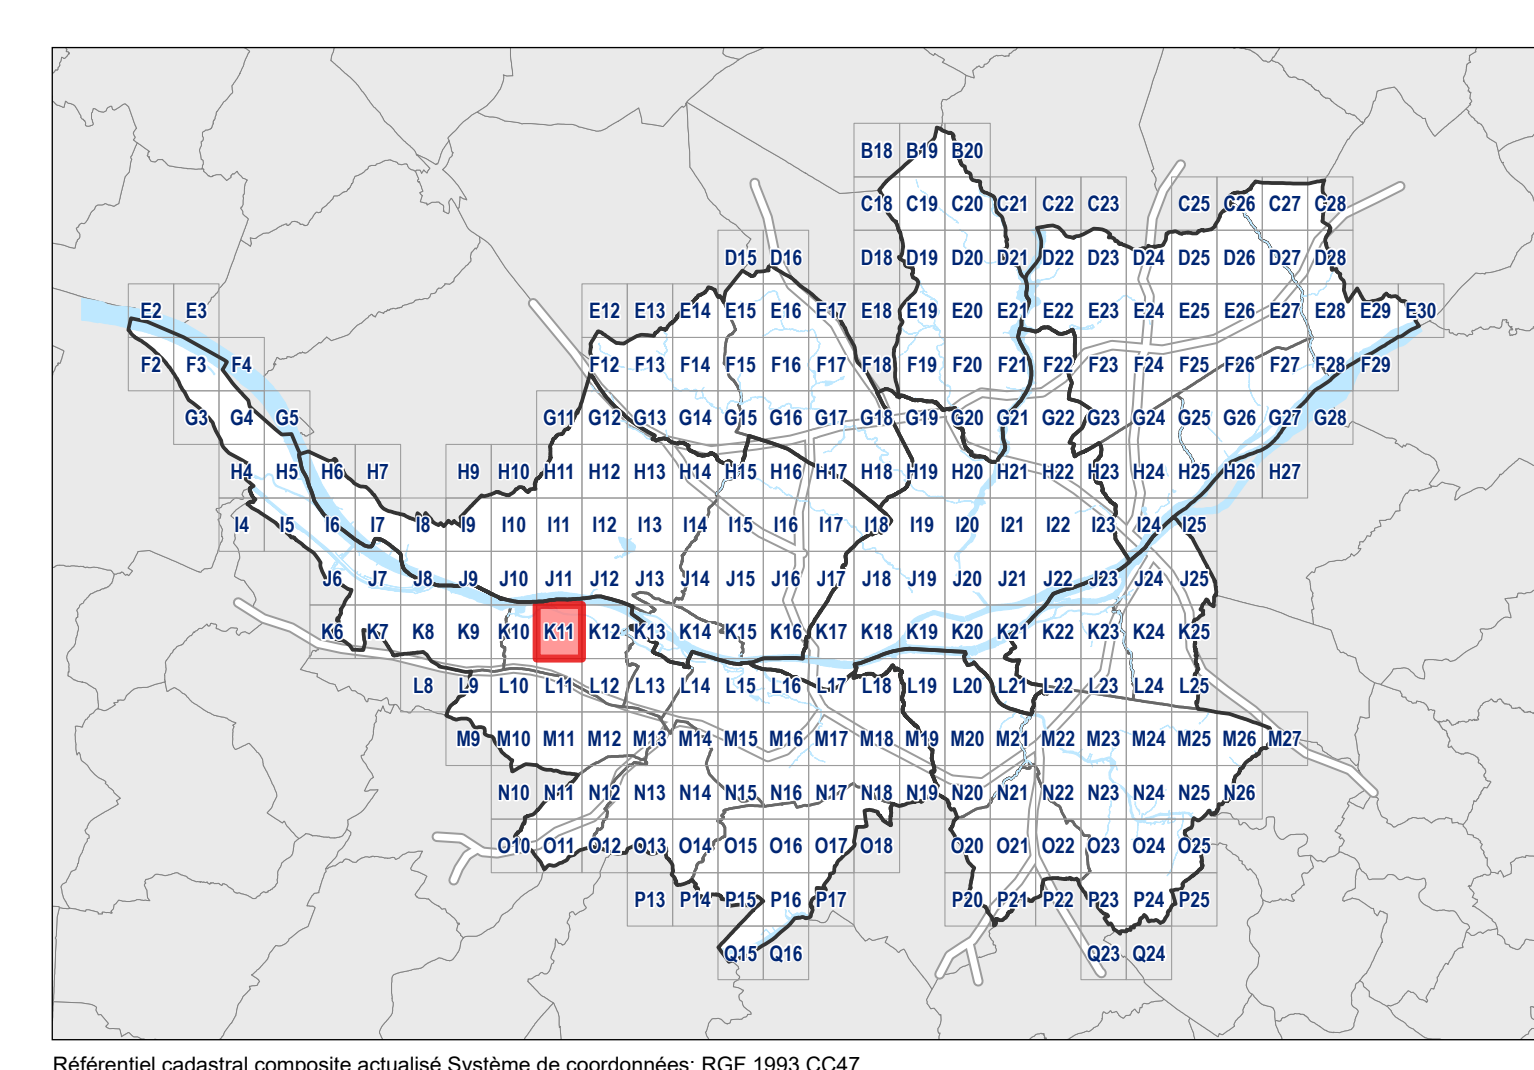 B18 B19 B20
C18 C19 C20 C21 C22 C23 C25 C26 C27 C28
D15 D16 D18 D19 D20 D21 D22 D23 D24 D25 D26 D27 D28
E2 E3 E12 E13 E14 E15 E16 E17 E18 E19 E20 E21 E22 E23 E24 E25 E26 E27 E28 E29 E30
F2 F3 F4 F12 F13 F14 F15 F16 F17 F18 F19 F20 F21 F22 F23 F24 F25 F26 F27 F28 F29
G3 G4 G5 G11 G12 G13 G14 G15 G16 G17 G18 G19 G20 G21 G22 G23 G24 G25 G26 G27 G28
H4 H5 H6 H7 H9 H10 H11 H12 H13 H14 H15 H16 H17 H18 H19 H20 H21 H22 H23 H24 H25 H26 H27
I4 I5 I6 I7 I8 I9 I10 I11 I12 I13 I14 I15 I16 I17 I18 I19 I20 I21 I22 I23 I24 I25
J6 J7 J8 J9 J10 J11 J12 J13 J14 J15 J16 J17 J18 J19 J20 J21 J22 J23 J24 J25
K6 K7 K8 K9 K10 K11 K12 K13 K14 K15 K16 K17 K18 K19 K20 K21 K22 K23 K24 K25
L8 L9 L10 L11 L12 L13 L14 L15 L16 L17 L18 L19 L20 L21 L22 L23 L24 L25
M9 M10 M11 M12 M13 M14 M15 M16 M17 M18 M19 M20 M21 M22 M23 M24 M25 M26 M27
N10 N11 N12 N13 N14 N15 N16 N17 N18 N19 N20 N21 N22 N23 N24 N25 N26
O10 O11 O12 O13 O14 O15 O16 O17 O18 O20 O21 O22 O23 O24 O25
P13 P14 P15 P16 P17 P20 P21 P22 P23 P24 P25
Q15 Q16 Q23 Q24
Référentiel cadastral composite actualisé Système de coordonnées: RGF 1993 CC47